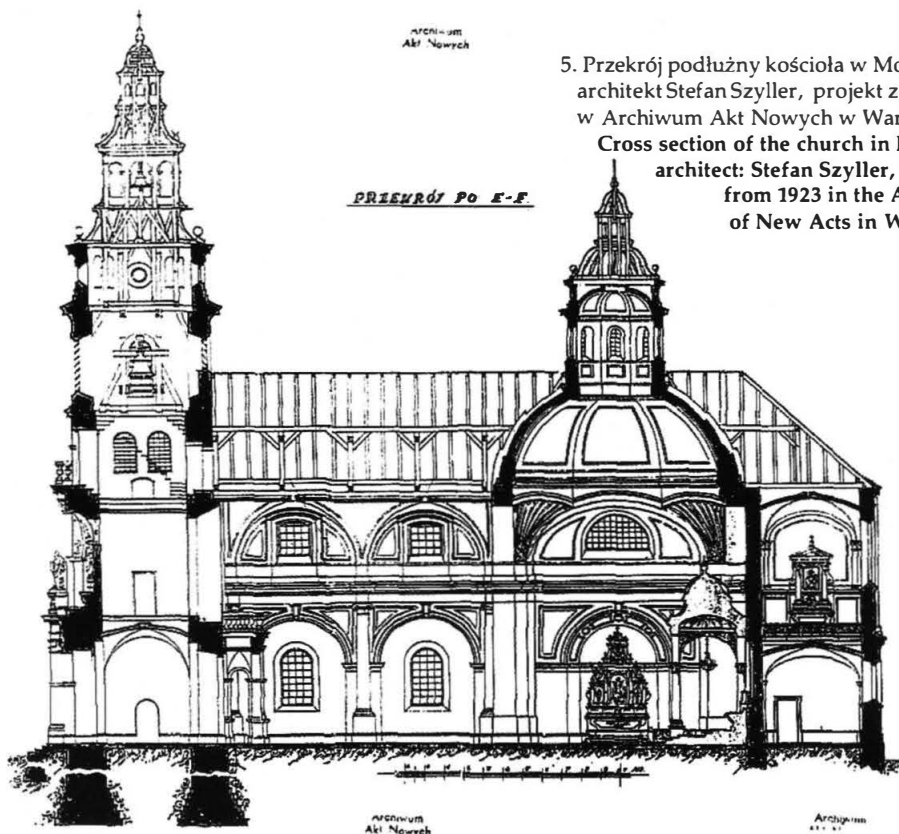 Archiwum
Akt Nowych
5. Przekrój podłużny kościoła w Mo
architekt Stefan Szyller, projekt z
w Archiwum Akt Nowych w War
Cross section of the church in
architect: Stefan Szyller,
from 1923 in the A
of New Acts in W
PRZEKRÓJ PO E-F.
Archiwum
Akt Nowych
Archiwum